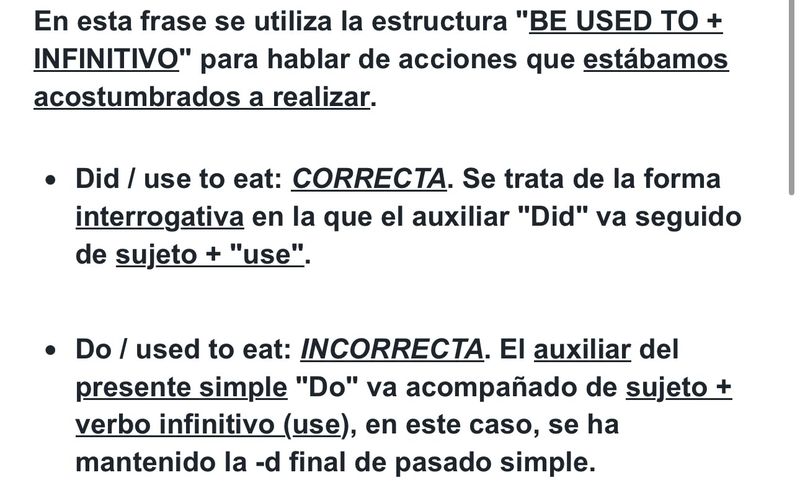 En esta frase se utiliza la estructura "BE USED TO +
INFINITIVO" para hablar de acciones que estábamos
acostumbrados a realizar.
• Did / use to eat: CORRECTA. Se trata de la forma
interrogativa en la que el auxiliar "Did" va seguido
de sujeto + "use".
• Do / used to eat: INCORRECTA. El auxiliar del
presente simple "Do" va acompañado de sujeto +
verbo infinitivo (use), en este caso, se ha
mantenido la -d final de pasado simple.